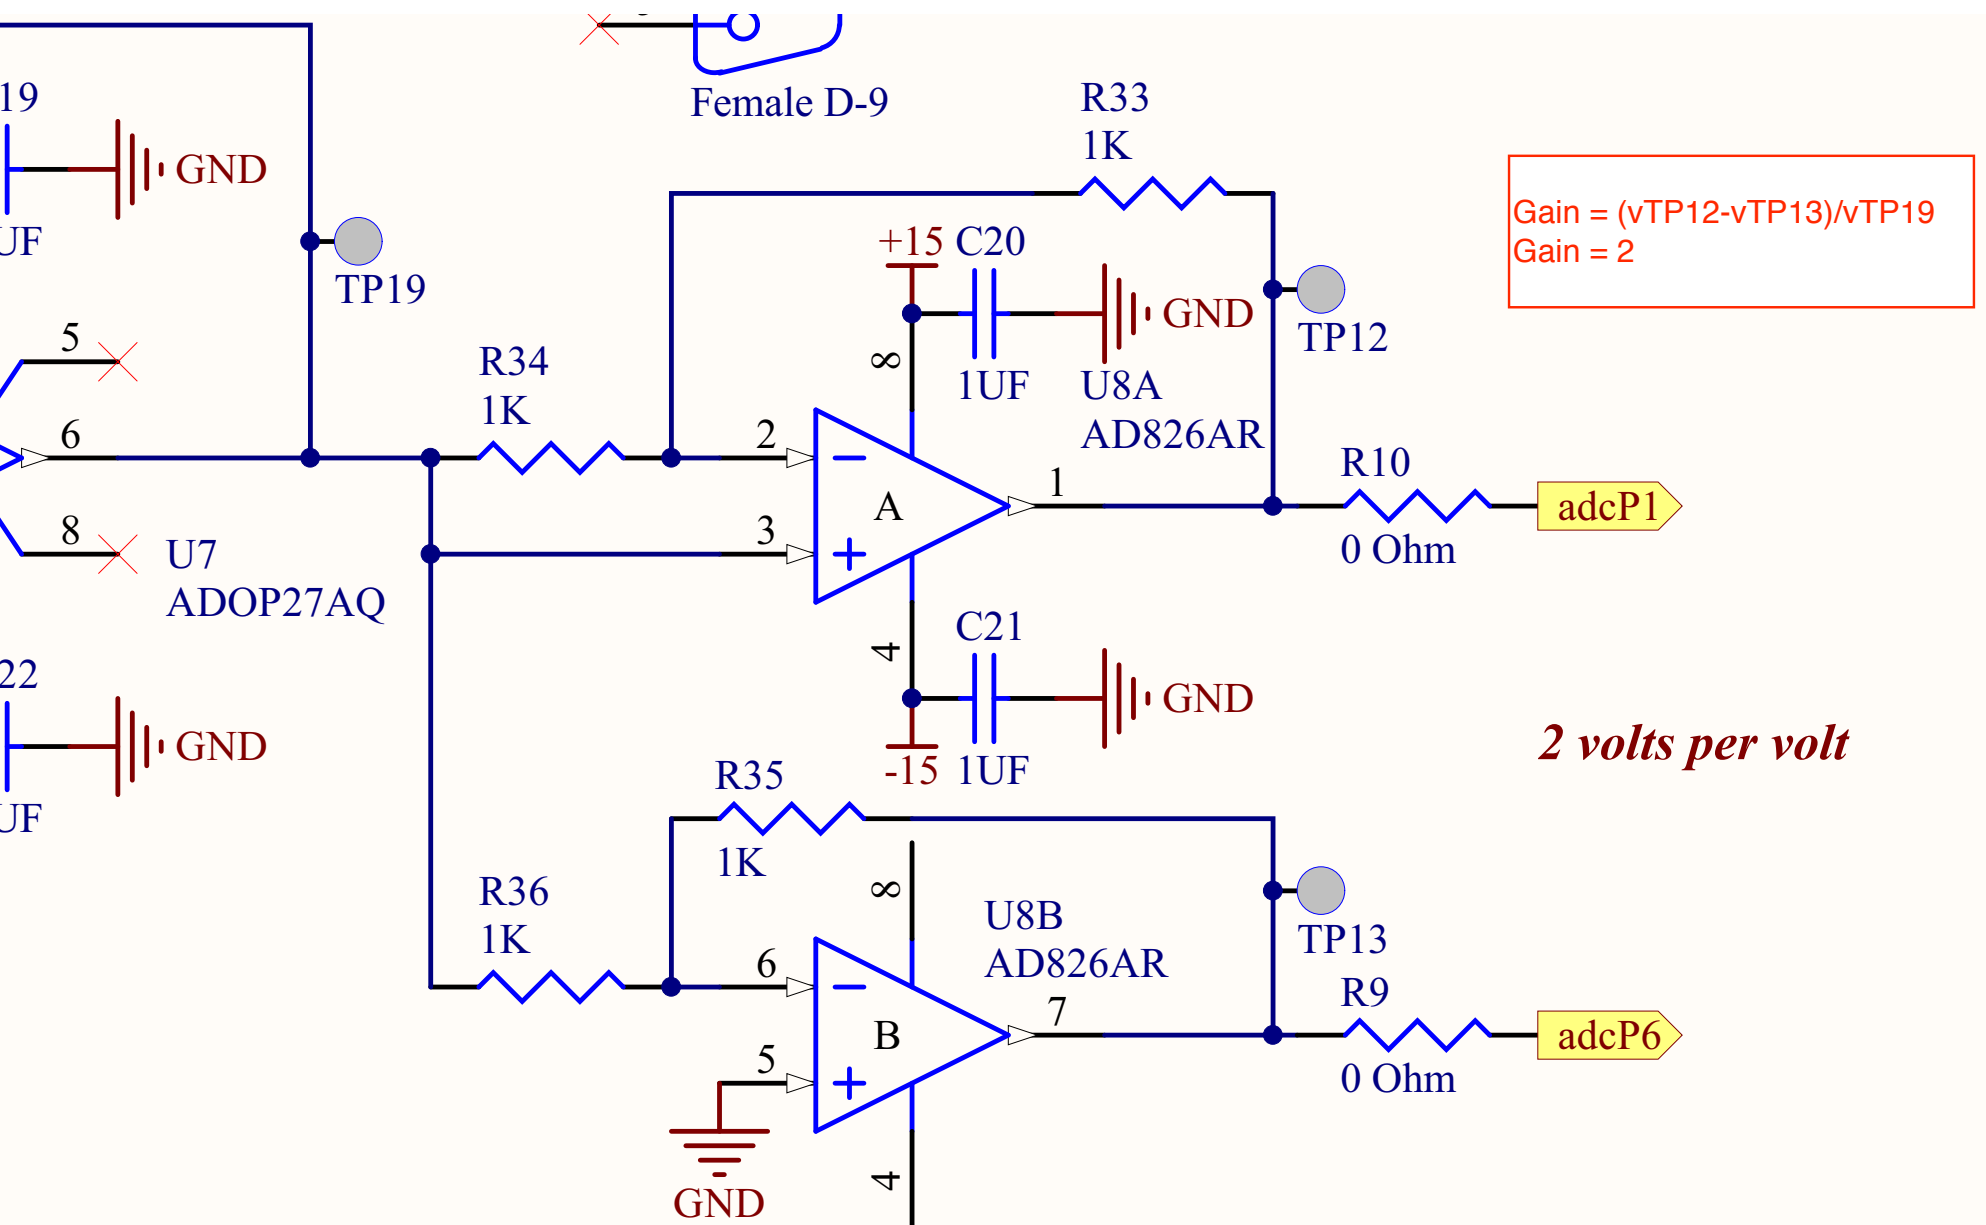 Female D-9
19
GND
UF
TP19
R33
1K
Gain = (vTP12-vTP13)/vTP19
Gain = 2
+15
C20
GND
1UF
8
TP12
U8A
AD826AR
5
6
8
U7
ADOP27AQ
R34
1K
2
3
A
1
R10
0 Ohm
adcP1
4
C21
GND
-15
1UF
22
GND
UF
2 volts per volt
R35
1K
R36
1K
8
U8B
AD826AR
TP13
6
5
B
7
R9
0 Ohm
adcP6
4
GND